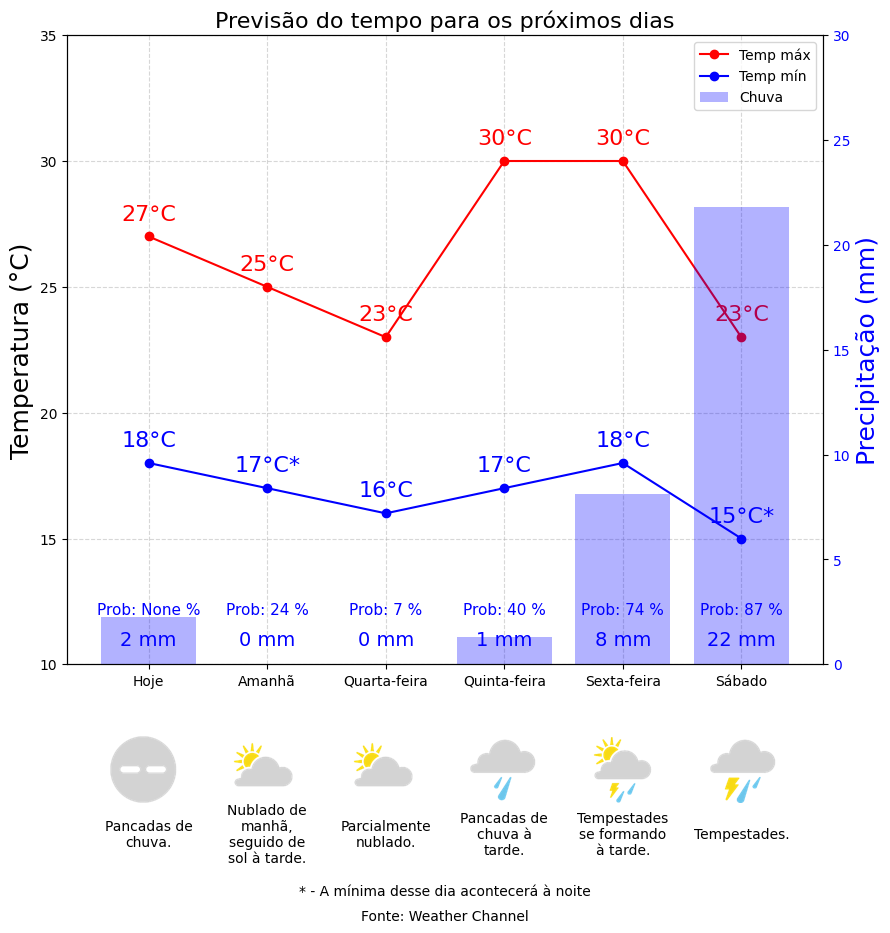 Previsão do tempo para os próximos dias
Temp máx
Temp mín
Chuva
35
30
25
20
15
10
Temperatura (°C)
30
25
20
15
10
5
0
Precipitação (mm)
27°C
25°C
23°C
30°C
30°C
23°C
18°C
17°C*
16°C
17°C
18°C
15°C*
Prob: None %
Prob: 24 %
Prob: 7 %
Prob: 40 %
Prob: 74 %
Prob: 87 %
2 mm
0 mm
0 mm
1 mm
8 mm
22 mm
Hoje
Amanhã
Quarta-feira
Quinta-feira
Sexta-feira
Sábado
Pancadas de
chuva.
Nublado de
manhã,
seguido de
sol à tarde.
Parcialmente
nublado.
Pancadas de
chuva à
tarde.
Tempestades
se formando
à tarde.
Tempestades.
* - A mínima desse dia acontecerá à noite
Fonte: Weather Channel